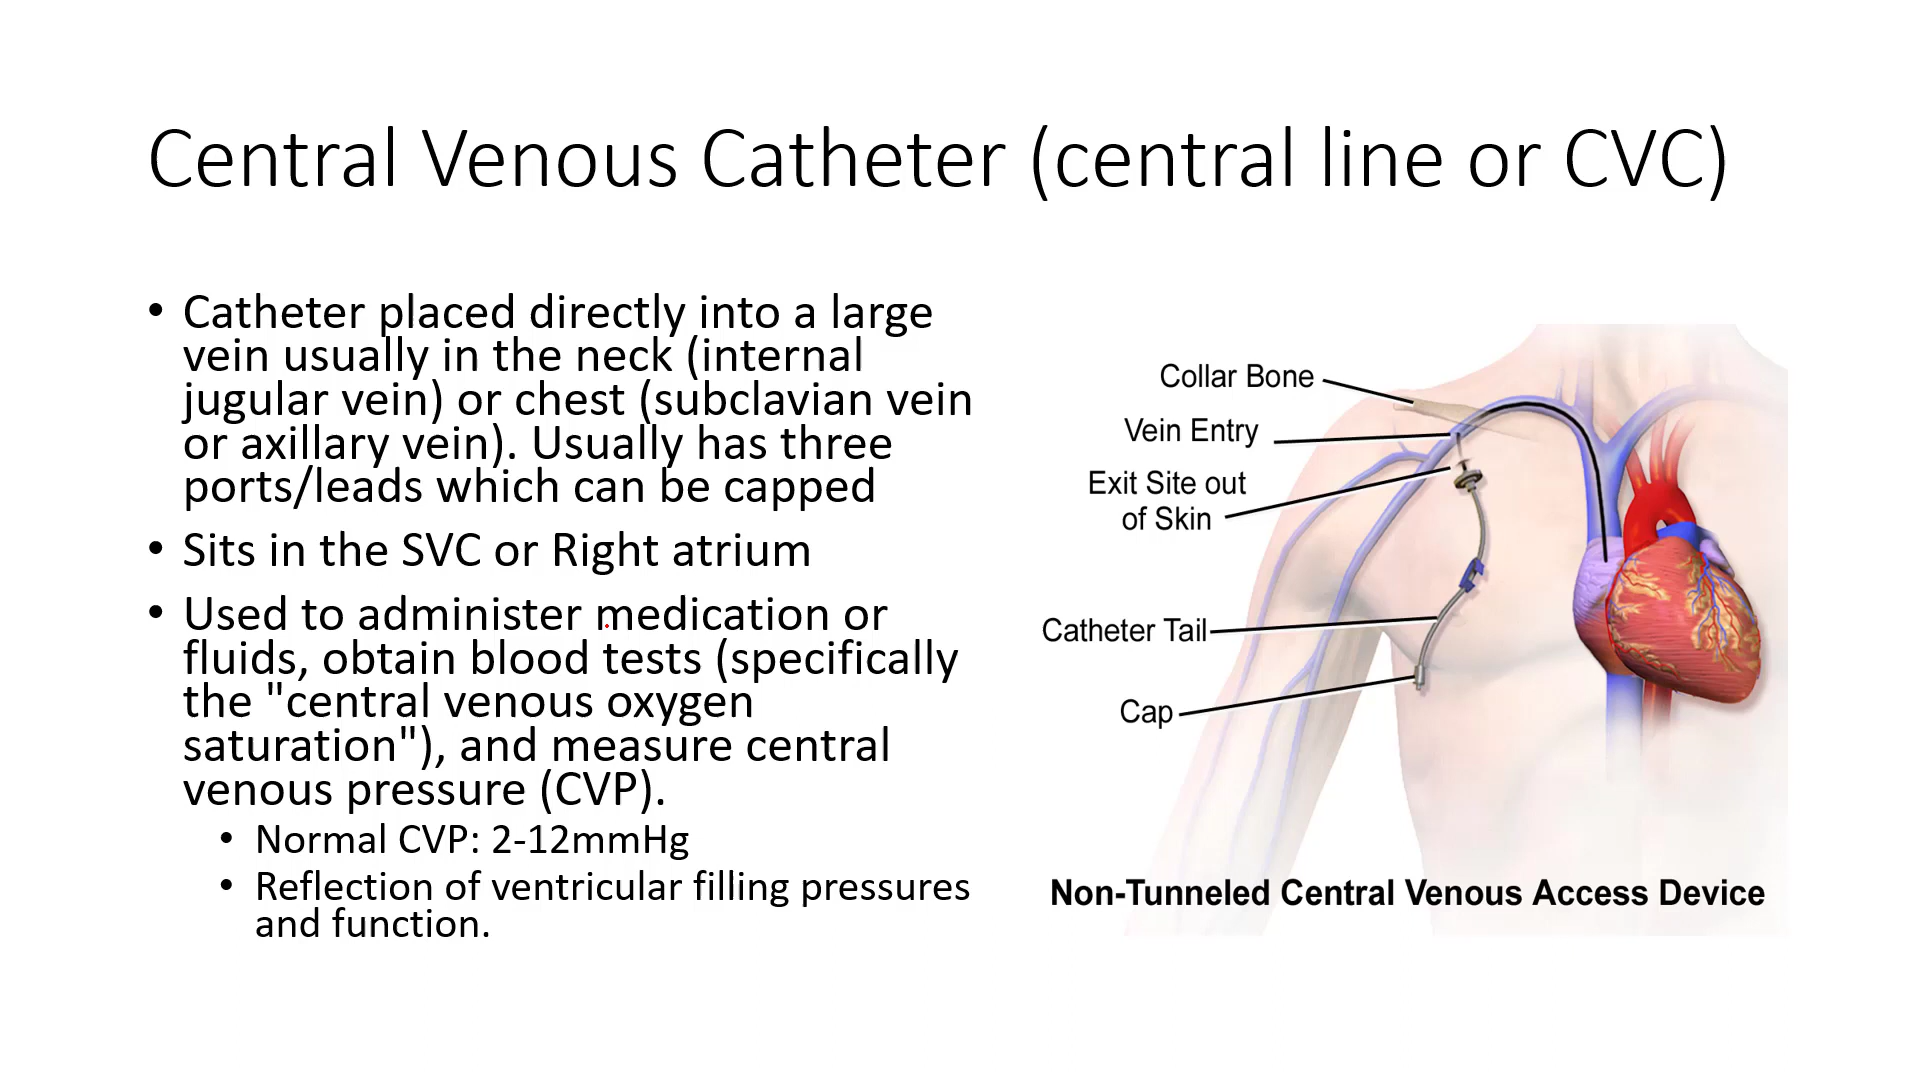 Central Venous Catheter (central line or CVC)
• Catheter placed directly into a large
vein usually in the neck (internal
jugular vein) or chest (subclavian vein
or axillary vein). Usually has three
ports/leads which can be capped
• Sits in the SVC or Right atrium
• Used to administer medication or
fluids, obtain blood tests (specifically
the "central venous oxygen
saturation"), and measure central
venous pressure (CVP).
• Normal CVP: 2-12mmHg
• Reflection of ventricular filling pressures
and function.
Collar Bone
Vein Entry
Exit Site out
of Skin
Catheter Tail
Cap
Non-Tunneled Central Venous Access Device